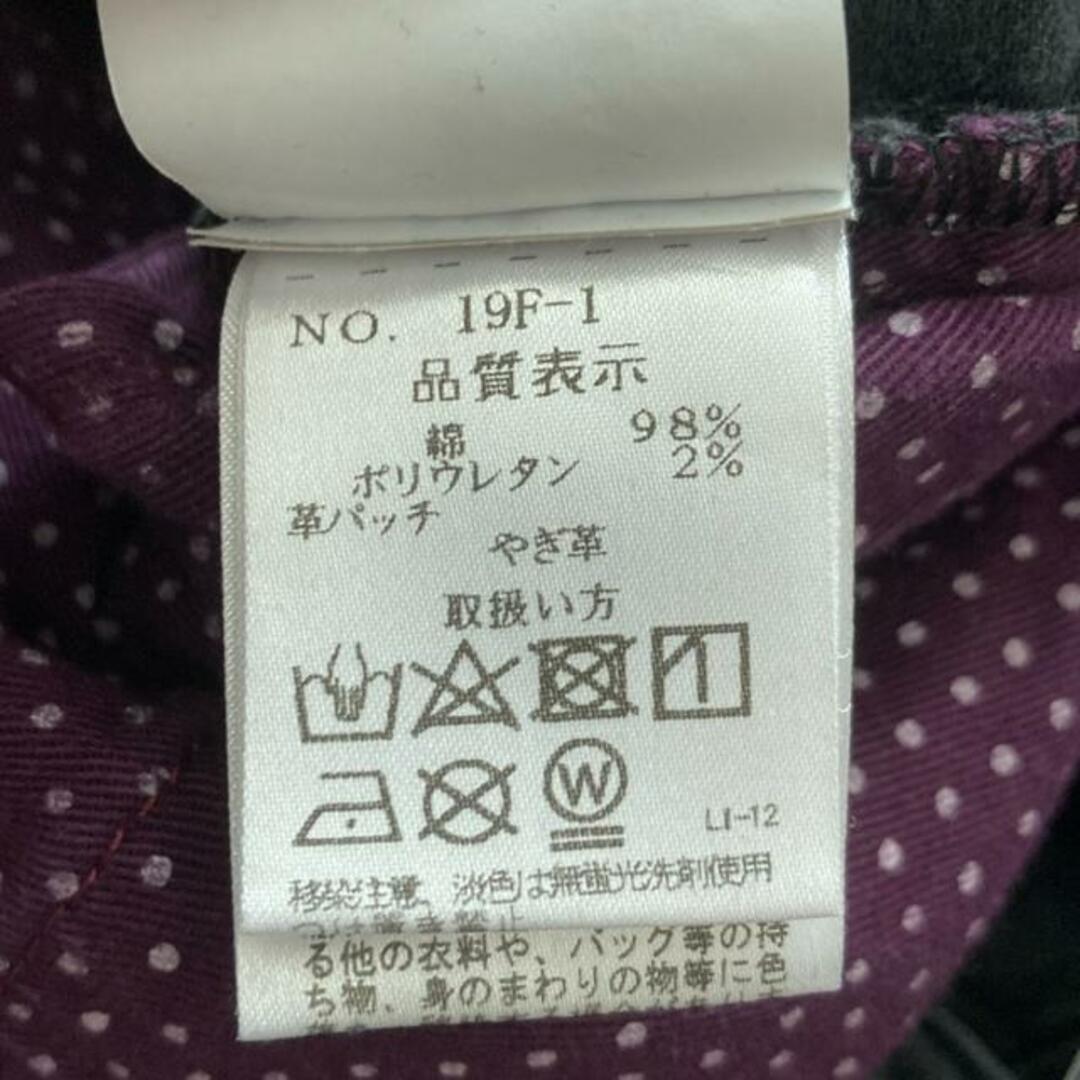 NO. 19F-1
品質表示
綿 98%
ポリウレタン 2%
革パッチ
やぎ革
取扱い方
W
LI-12
移染注意、淡色は無蛍光洗剤使用
る他の衣料や、バッグ等の持
ち物、身のまわりの物等に色